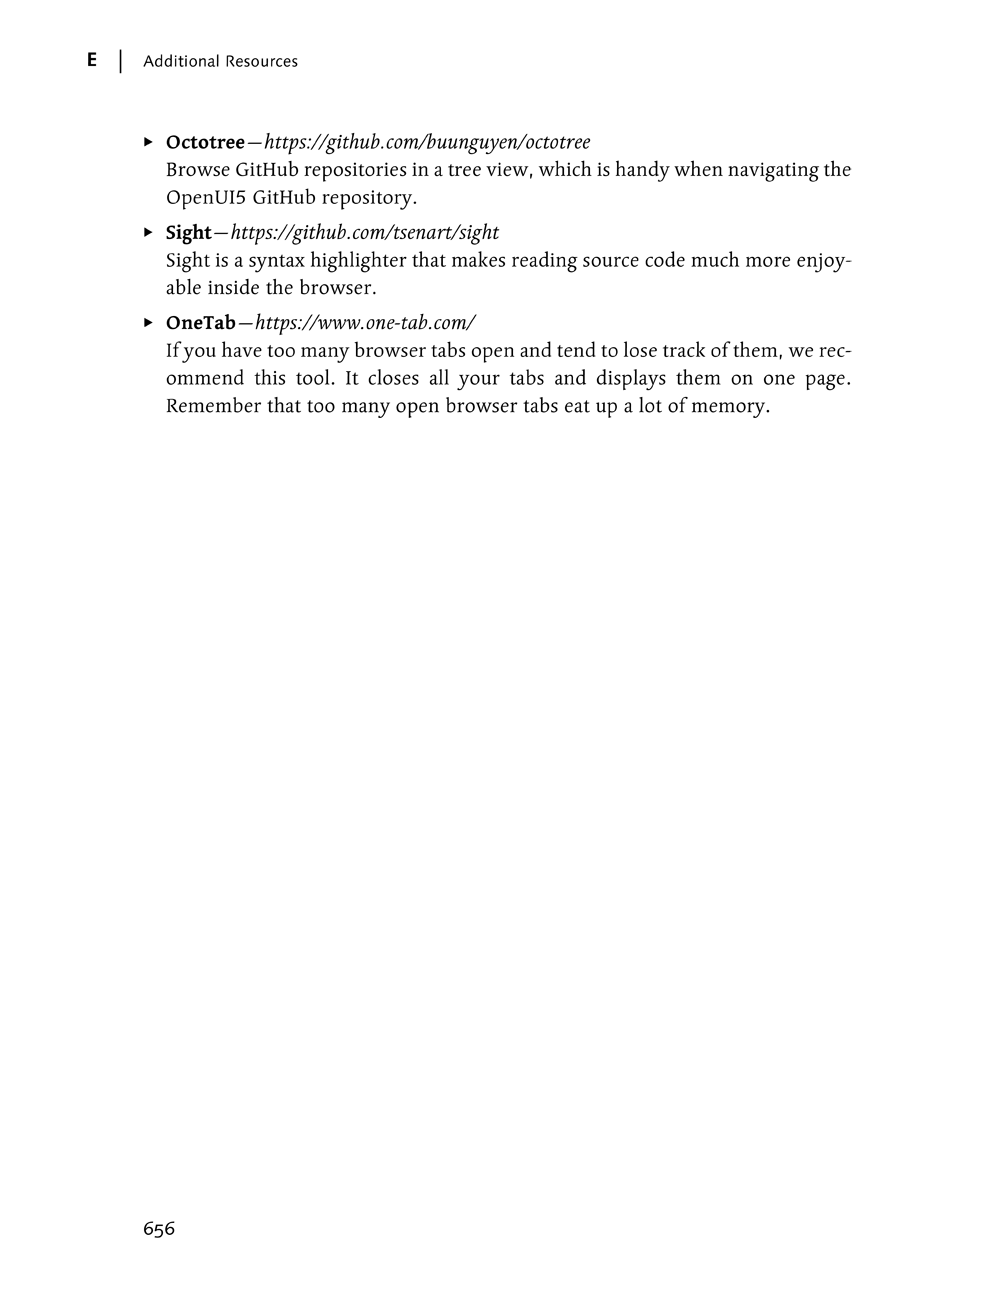 E | Additional Resources
▸ Octotree—https://github.com/buunguyen/octotree
Browse GitHub repositories in a tree view, which is handy when navigating the
OpenUI5 GitHub repository.
▸ Sight—https://github.com/tsenart/sight
Sight is a syntax highlighter that makes reading source code much more enjoy-
able inside the browser.
▸ OneTab—https://www.one-tab.com/
If you have too many browser tabs open and tend to lose track of them, we rec-
ommend this tool. It closes all your tabs and displays them on one page.
Remember that too many open browser tabs eat up a lot of memory.
656